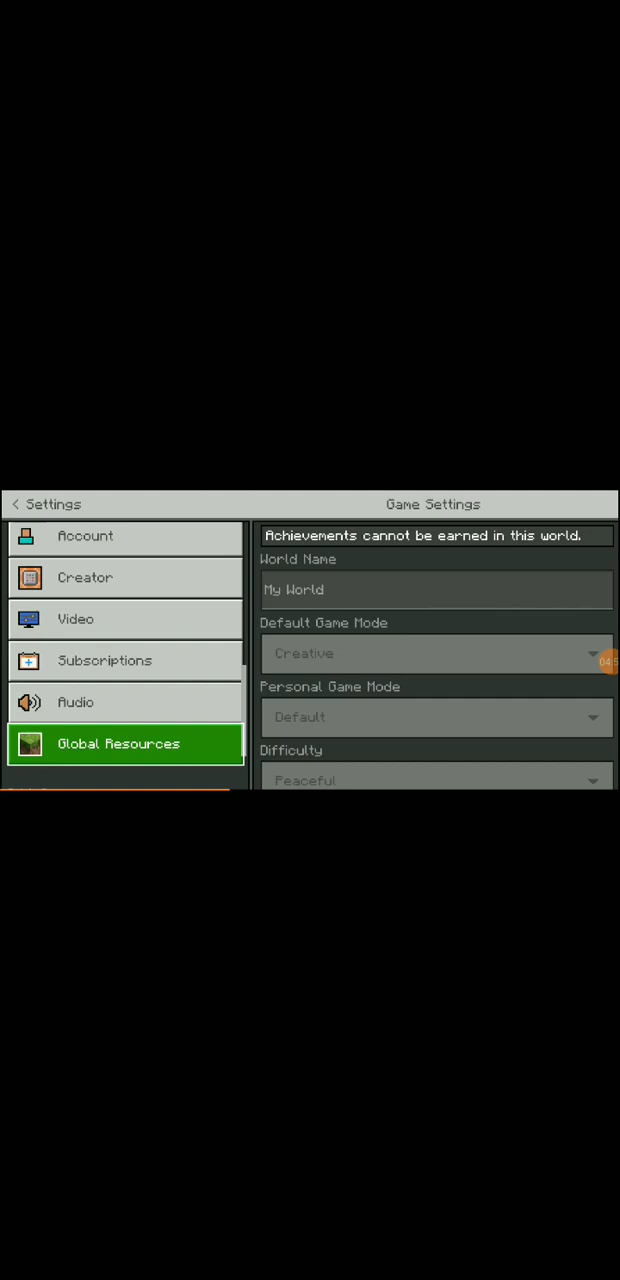 < Settings
Game Settings
Account
Creator
Video
Subscriptions
Audio
Global Resources
Achievements cannot be earned in this world.
World Name
My World
Default Game Mode
Creative
Personal Game Mode
Default
Difficulty
Peaceful